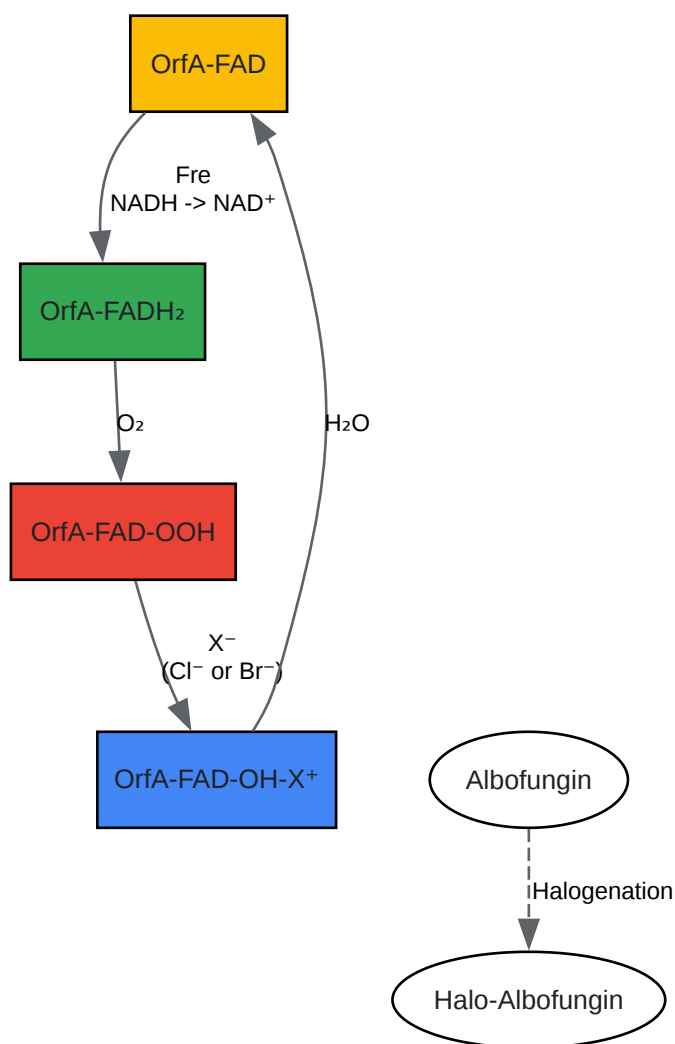 OrfA-FAD
Fre
NADH -> NAD⁺
OrfA-FADH₂
O₂
H₂O
OrfA-FAD-OOH
X⁻
(Cl⁻ or Br⁻)
OrfA-FAD-OH-X⁺
Albofungin
Halogenation
Halo-Albofungin